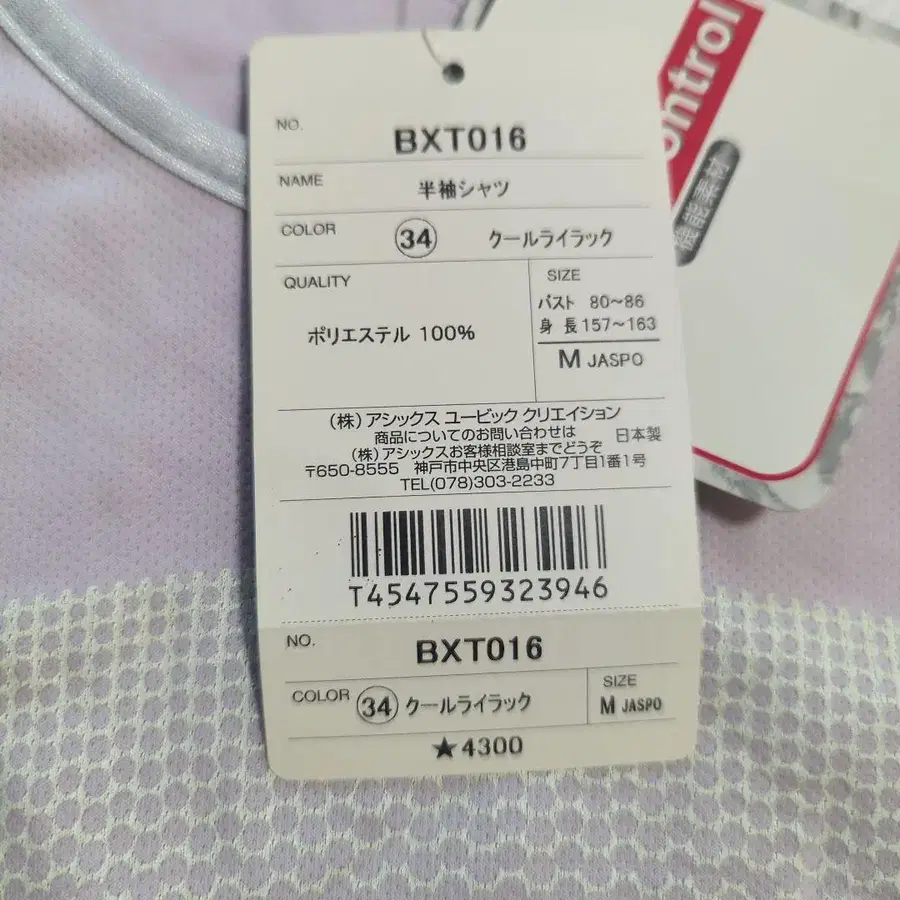 ontrol
機能素材
NO.
BXT016
NAME
半袖シャツ
COLOR
34 クールライラック
QUALITY
ポリエステル 100%
SIZE
バスト 80〜86
身 長 157〜163
M JASPO
(株)アシックス ユービック クリエイション
商品についてのお問い合わせは
日本製
(株)アシックスお客様相談室までどうぞ
〒650-8555 神戸市中央区港島中町7丁目1番1号
TEL(078)303-2233
T4547559323946
NO.
BXT016
COLOR 34 クールライラック
SIZE
M JASPO
★4300